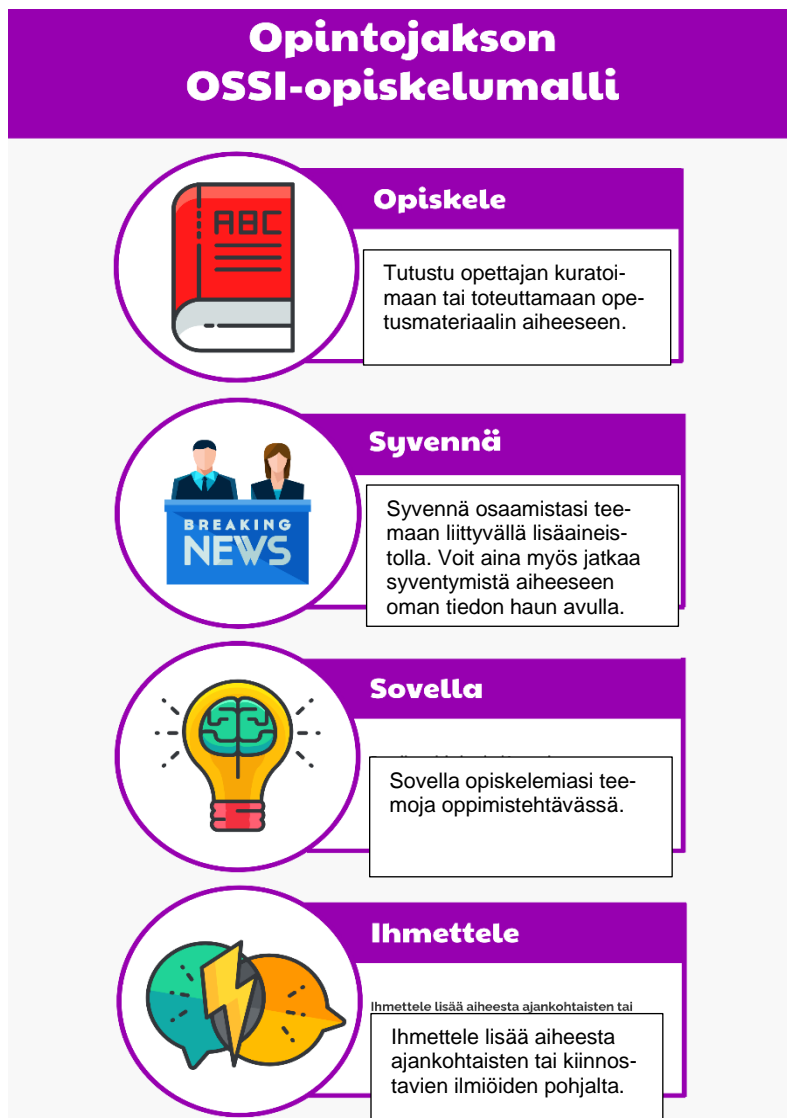 Opintojakson
OSSI-opiskelumalli
ABC
Opiskele
Tutustu opettajan kuratoi-
maan tai toteuttamaan ope-
tusmateriaalin aiheeseen.
BREAKING
NEWS
Syvennä
Syvennä osaamistasi tee-
maan liittyvällä lisäaineis-
tolla. Voit aina myös jatkaa
syventymistä aiheeseen
oman tiedon haun avulla.
Sovella
Sovella opiskelemiasi tee-
moja oppimistehtävässä.
Ihmettele
Ihmettele lisää aiheesta ajankohtaisten tai
Ihmettele lisää aiheesta
ajankohtaisten tai kiinnos-
tavien ilmiöiden pohjalta.